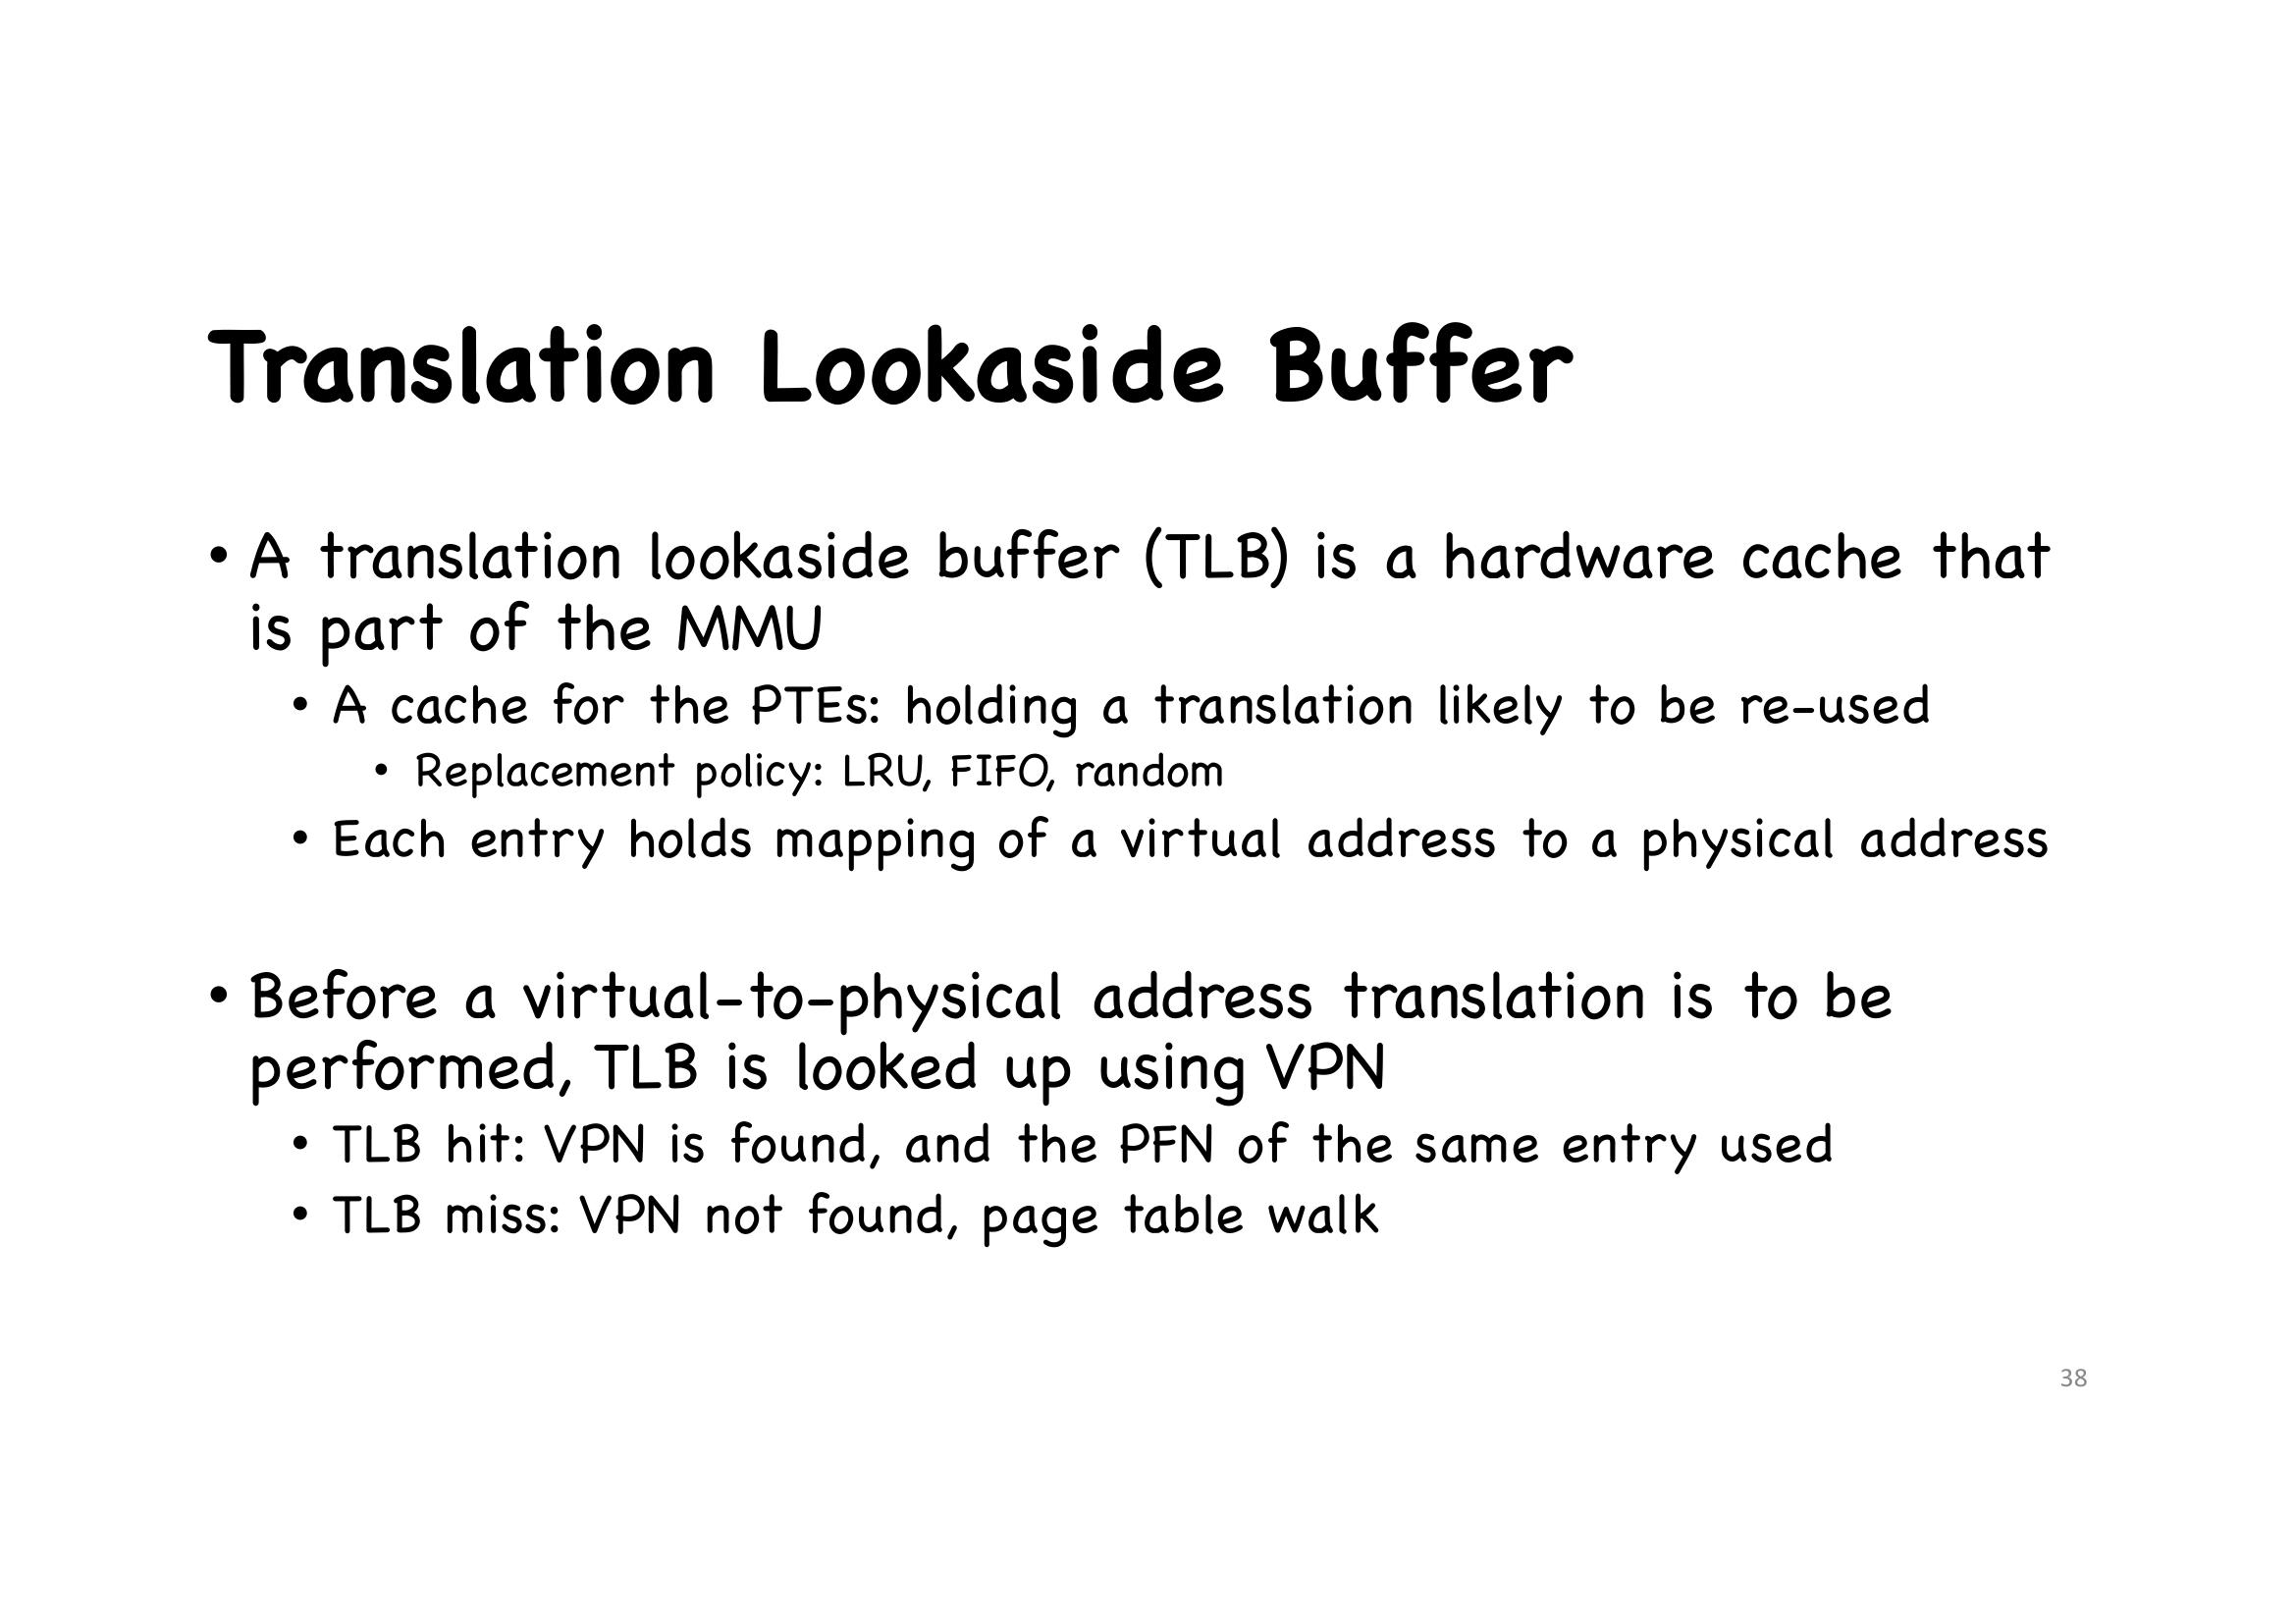 Translation Lookaside Buffer
• A translation lookaside buffer (TLB) is a hardware cache that
is part of the MMU
• A cache for the PTEs: holding a translation likely to be re-used
• Replacement policy: LRU, FIFO, random
• Each entry holds mapping of a virtual address to a physical address
• Before a virtual-to-physical address translation is to be
performed, TLB is looked up using VPN
• TLB hit: VPN is found, and the PFN of the same entry used
• TLB miss: VPN not found, page table walk
38